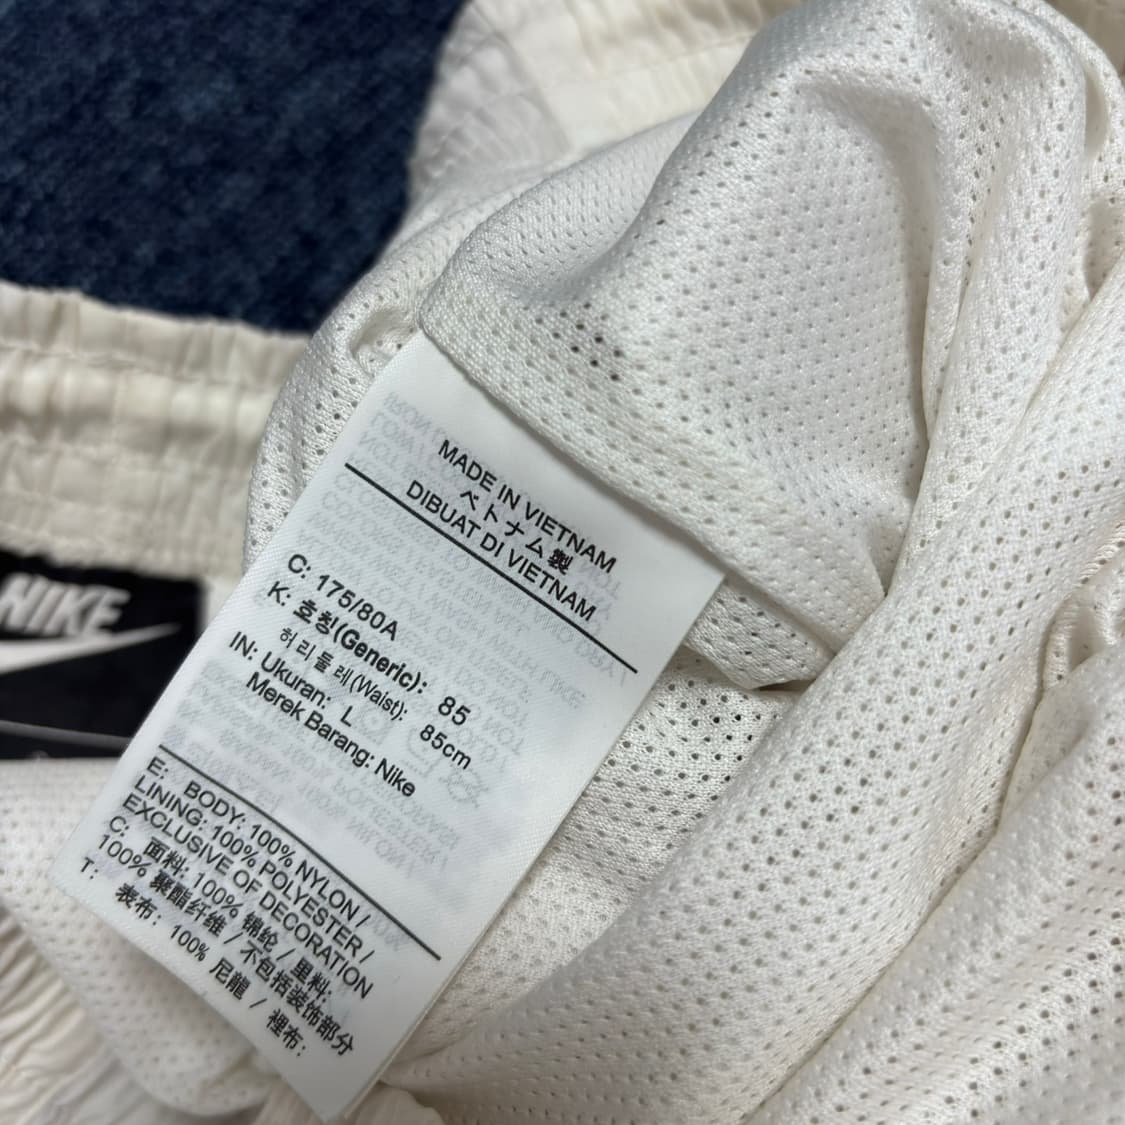 MADE IN VIETNAM
ベトナム製
DIBUAT DI VIETNAM
C: 175/80A
K: 호칭(Generic): 85
허리둘레(Waist): 85cm
IN: Ukuran: L
Merek Barang: Nike
E: BODY: 100% NYLON /
LINING: 100% POLYESTER /
EXCLUSIVE OF DECORATION
C: 面料: 100% 锦纶 / 里料:
100% 聚酯纤维 / 不包括装饰部分
T: 表布: 100% 尼龍 / 裡布:
NIKE